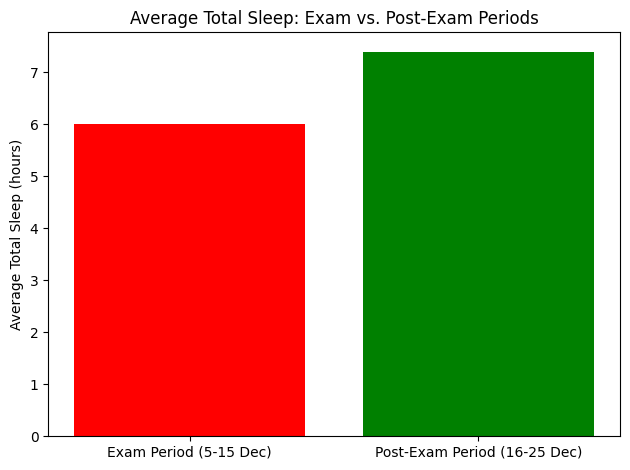 Average Total Sleep: Exam vs. Post-Exam Periods
Average Total Sleep (hours)
7
6
5
4
3
2
1
0
Exam Period (5-15 Dec)
Post-Exam Period (16-25 Dec)